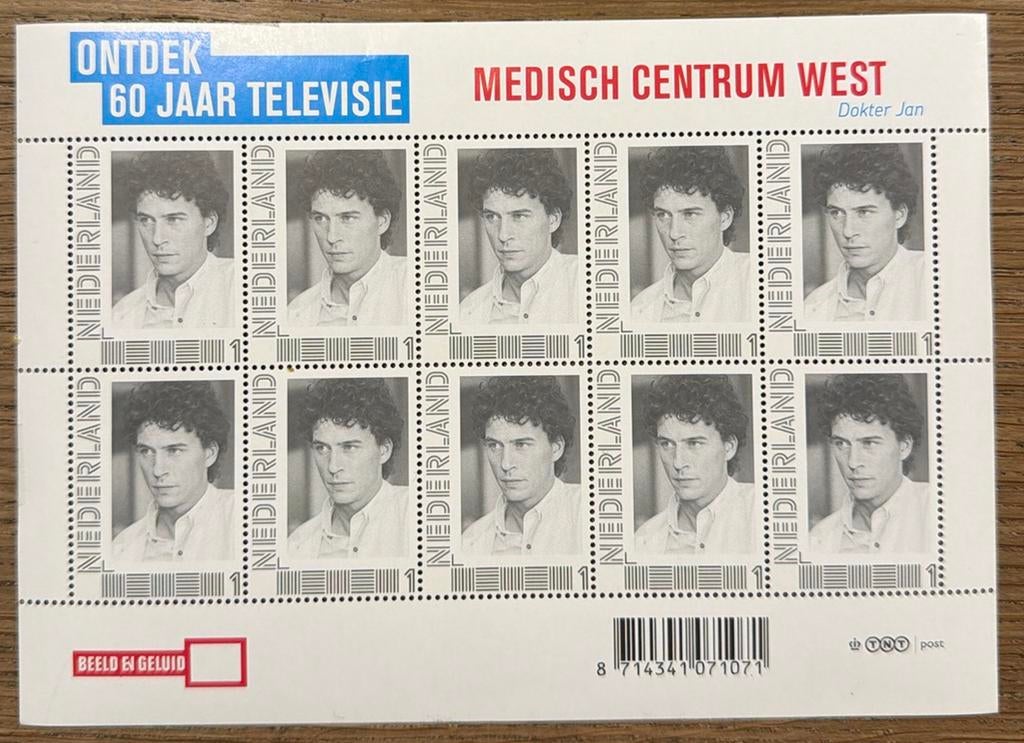 ONTDEK
60 JAAR TELEVISIE
MEDISCH CENTRUM WEST
Dokter Jan
NEDERLAND 1
NEDERLAND 1
NEDERLAND 1
NEDERLAND 1
NEDERLAND 1
NEDERLAND 1
NEDERLAND 1
NEDERLAND 1
NEDERLAND 1
NEDERLAND 1
BEELD EN GELUID
8 714341 071071
TNT post